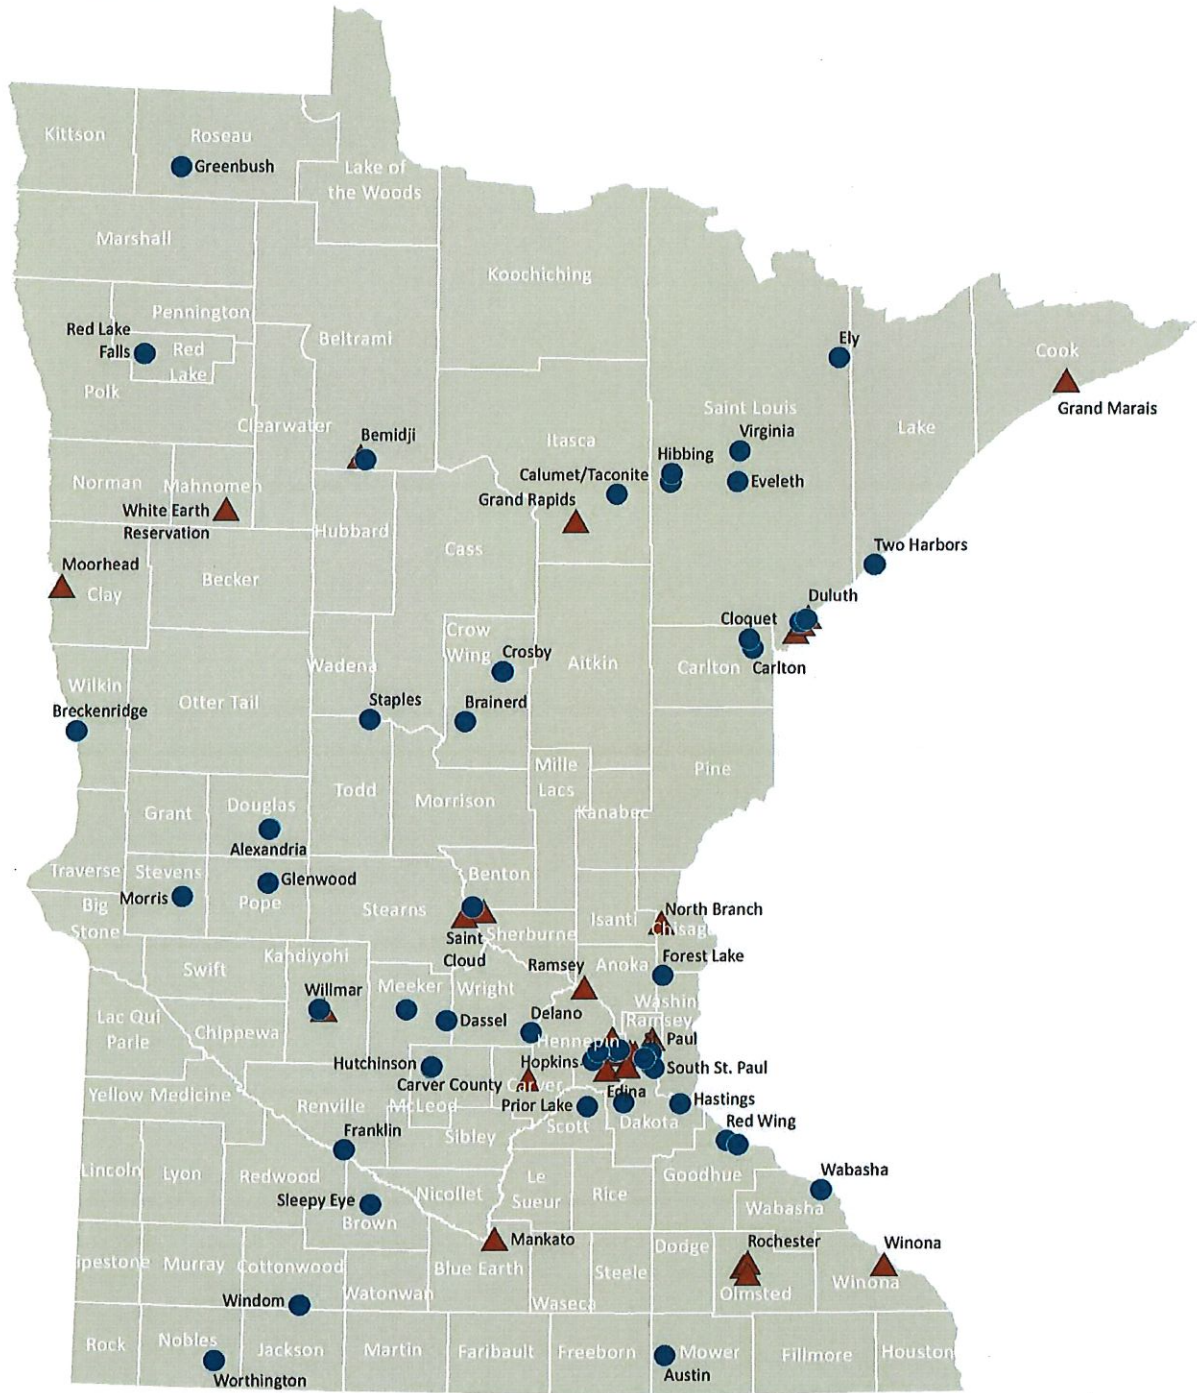 Kittson
Roseau
Greenbush
Lake of
the Woods
Marshall
Koochiching
Pennington
Red Lake
Falls
Red
Lake
Beltrami
Ely
Cook
Polk
Grand Marais
Clearwater
Saint Louis
Lake
Bemidji
Itasca
Virginia
Hibbing
Calumet/Taconite
Eveleth
Norman
Mahnomen
Grand Rapids
White Earth
Reservation
Hubbard
Cass
Two Harbors
Moorhead
Clay
Becker
Duluth
Cloquet
Crow
Wing
Crosby
Aitkin
Carlton
Carlton
Wadena
Wilkin
Otter Tail
Staples
Brainerd
Breckenridge
Mille
Lacs
Pine
Todd
Morrison
Grant
Douglas
Kanabec
Alexandria
Traverse
Stevens
Glenwood
Benton
Morris
Pope
Big
Stone
Stearns
Isanti
North Branch
Chisago
Saint
Cloud
Sherburne
Swift
Kandiyohi
Ramsey
Anoka
Forest Lake
Willmar
Meeker
Wright
Washin
Lac Qui
Parle
Chippewa
Dassel
Delano
Ramsey
Hennepin
Paul
Hutchinson
Hopkins
South St. Paul
Carver County
Carver
Yellow Medicine
Renville
McLeod
Prior Lake
Edina
Hastings
Scott
Dakota
Red Wing
Franklin
Sibley
Lincoln
Lyon
Redwood
Nicollet
Le
Sueur
Rice
Goodhue
Wabasha
Sleepy Eye
Brown
Wabasha
Mankato
Dodge
Rochester
Winona
ipestone
Murray
Cottonwood
Watonwan
Blue Earth
Waseca
Steele
Olmsted
Winona
Windom
Rock
Nobles
Jackson
Martin
Faribault
Freeborn
Mower
Fillmore
Houston
Worthington
Austin